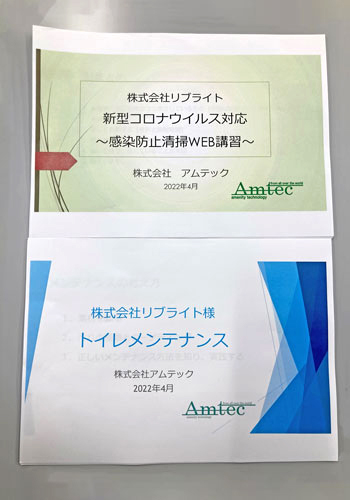 株式会社リブライト
新型コロナウイルス対応
～感染防止清掃WEB講習～
株式会社　アムテック
2022年4月
Amtec
amenity technology
株式会社リブライト様
トイレメンテナンス
株式会社アムテック
2022年4月
Amtec